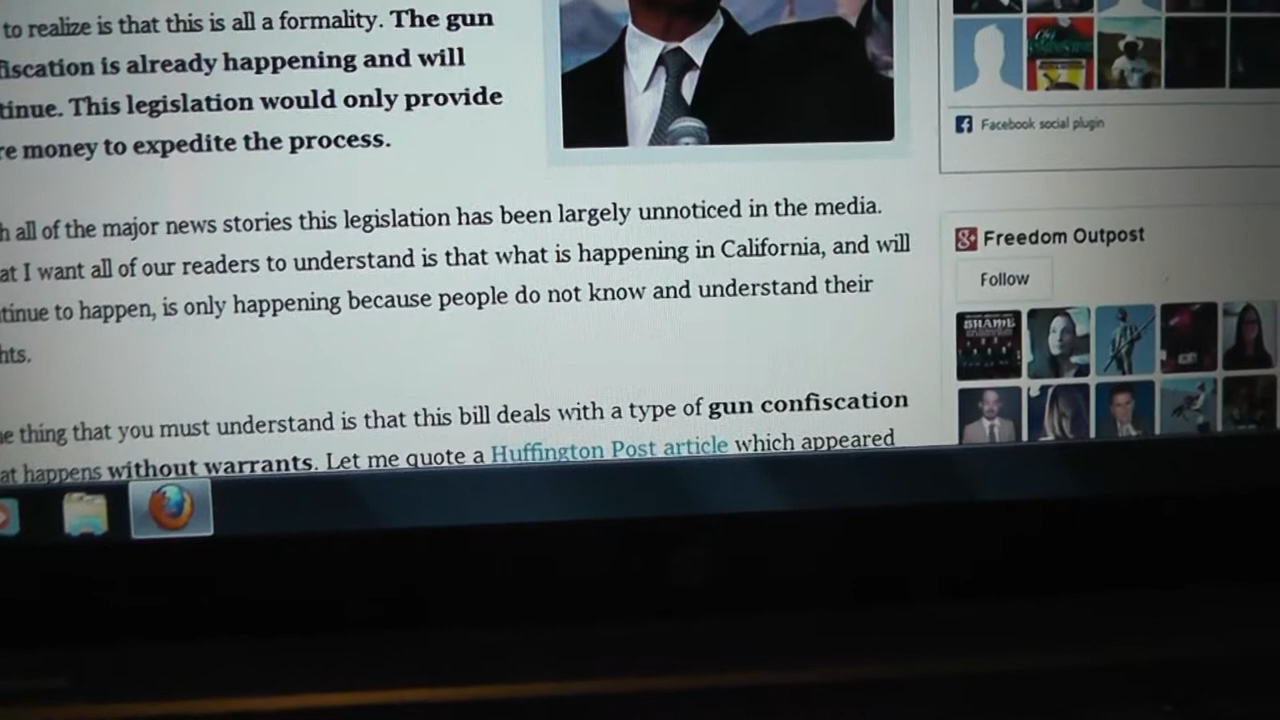 to realize is that this is all a formality. The gun
fiscation is already happening and will
tinue. This legislation would only provide
re money to expedite the process.
h all of the major news stories this legislation has been largely unnoticed in the media.
at I want all of our readers to understand is that what is happening in California, and will
tinue to happen, is only happening because people do not know and understand their
hts.
e thing that you must understand is that this bill deals with a type of gun confiscation
at happens without warrants. Let me quote a Huffington Post article which appeared
Facebook social plugin
Freedom Outpost
Follow
SHAME